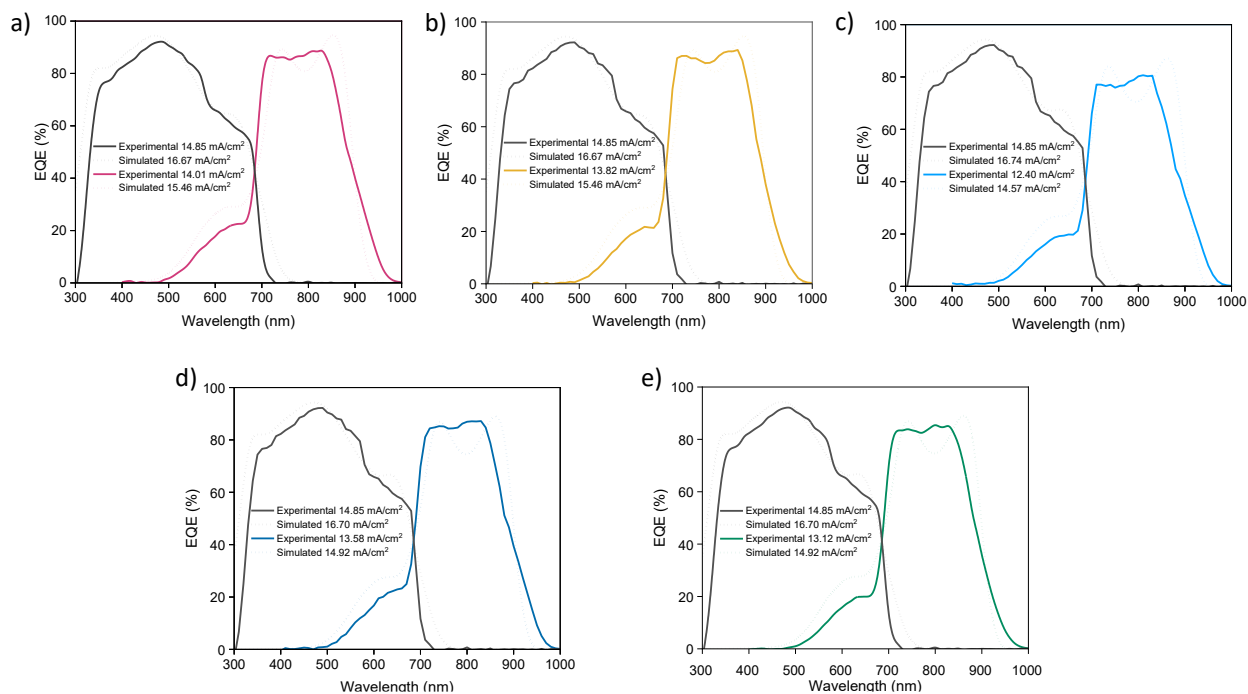 a)
100
80
60
40
20
0
EQE (%)
Experimental 14.85 mA/cm²
Simulated 16.67 mA/cm²
Experimental 14.01 mA/cm²
Simulated 15.46 mA/cm²
300 400 500 600 700 800 900 1000
Wavelength (nm)
b)
100
80
60
40
20
0
EQE (%)
Experimental 14.85 mA/cm²
Simulated 16.67 mA/cm²
Experimental 13.82 mA/cm²
Simulated 15.46 mA/cm²
300 400 500 600 700 800 900 1000
Wavelength (nm)
c)
100
80
60
40
20
0
EQE (%)
Experimental 14.85 mA/cm²
Simulated 16.74 mA/cm²
Experimental 12.40 mA/cm²
Simulated 14.57 mA/cm²
300 400 500 600 700 800 900 1000
Wavelength (nm)
d)
100
80
60
40
20
0
EQE (%)
Experimental 14.85 mA/cm²
Simulated 16.70 mA/cm²
Experimental 13.58 mA/cm²
Simulated 14.92 mA/cm²
300 400 500 600 700 800 900 1000
Wavelength (nm)
e)
100
80
60
40
20
0
EQE (%)
Experimental 14.85 mA/cm²
Simulated 16.70 mA/cm²
Experimental 13.12 mA/cm²
Simulated 14.92 mA/cm²
300 400 500 600 700 800 900 1000
Wavelength (nm)